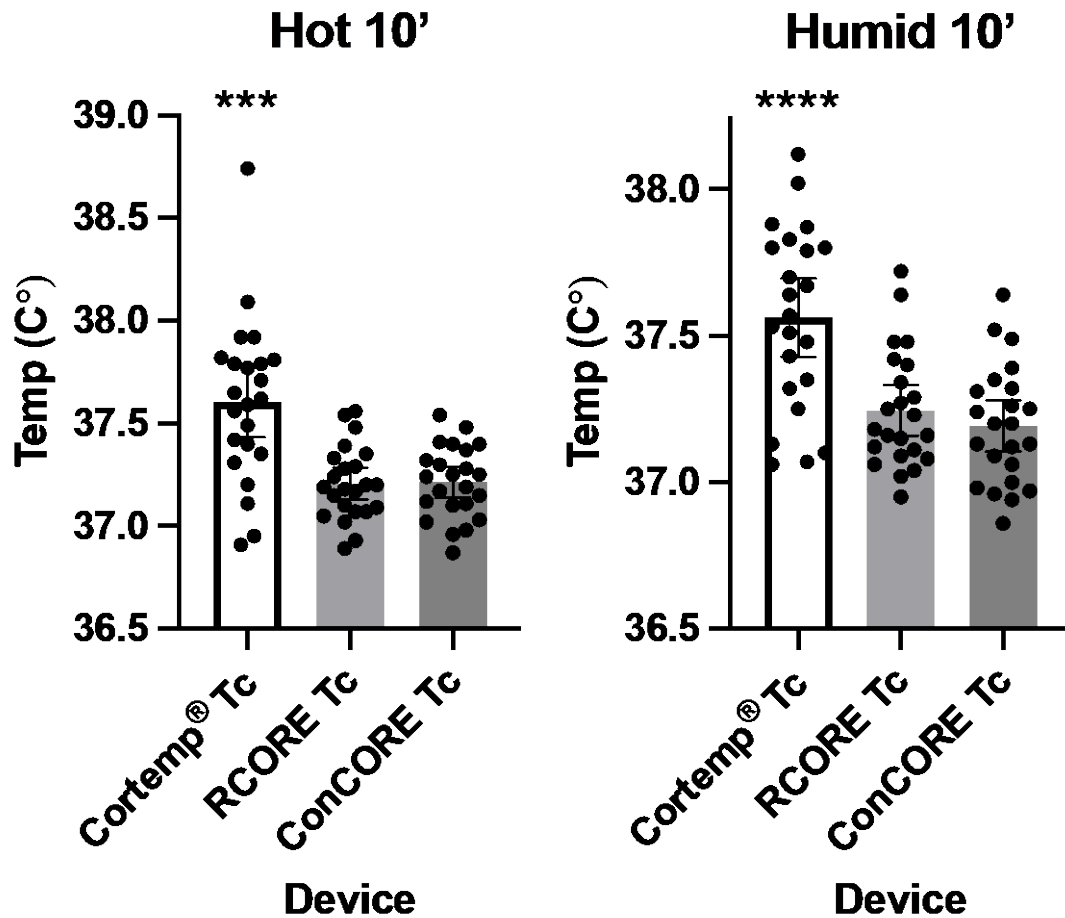 Hot 10’
***
39.0
38.5
38.0
37.5
37.0
36.5
Temp (C°)
Cortemp® Tc
RCORE Tc
ConCORE Tc
Device
Humid 10’
****
38.0
37.5
37.0
36.5
Temp (C°)
Cortemp® Tc
RCORE Tc
ConCORE Tc
Device